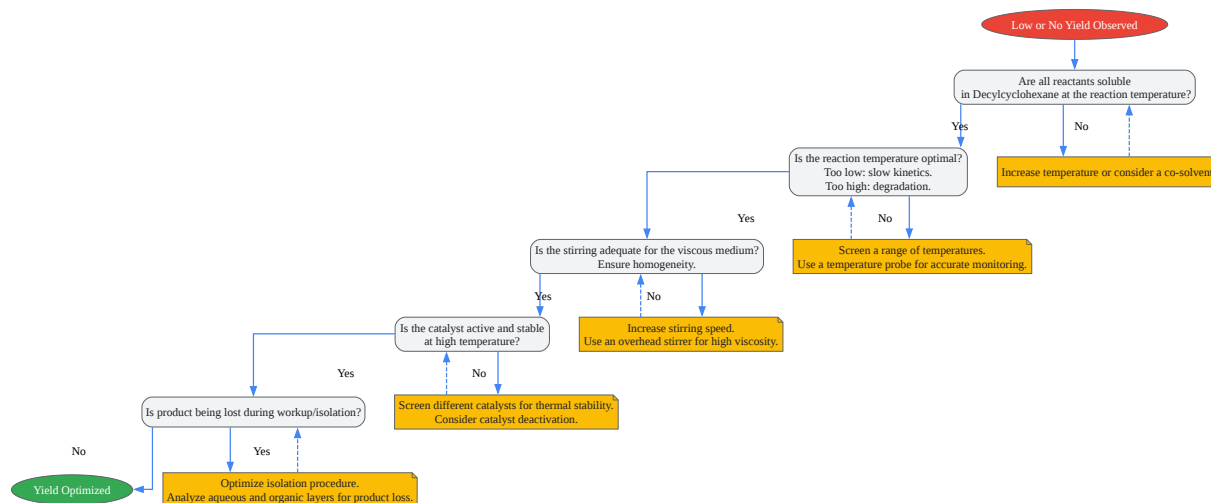 Low or No Yield Observed
Are all reactants soluble
in Decylcyclohexane at the reaction temperature?
Yes
No
Is the reaction temperature optimal?
Too low: slow kinetics.
Too high: degradation.
Increase temperature or consider a co-solvent
Yes
No
Is the stirring adequate for the viscous medium?
Ensure homogeneity.
Screen a range of temperatures.
Use a temperature probe for accurate monitoring.
Yes
No
Is the catalyst active and stable
at high temperature?
Increase stirring speed.
Use an overhead stirrer for high viscosity.
Yes
No
Is product being lost during workup/isolation?
Screen different catalysts for thermal stability.
Consider catalyst deactivation.
No
Yes
Yield Optimized
Optimize isolation procedure.
Analyze aqueous and organic layers for product loss.